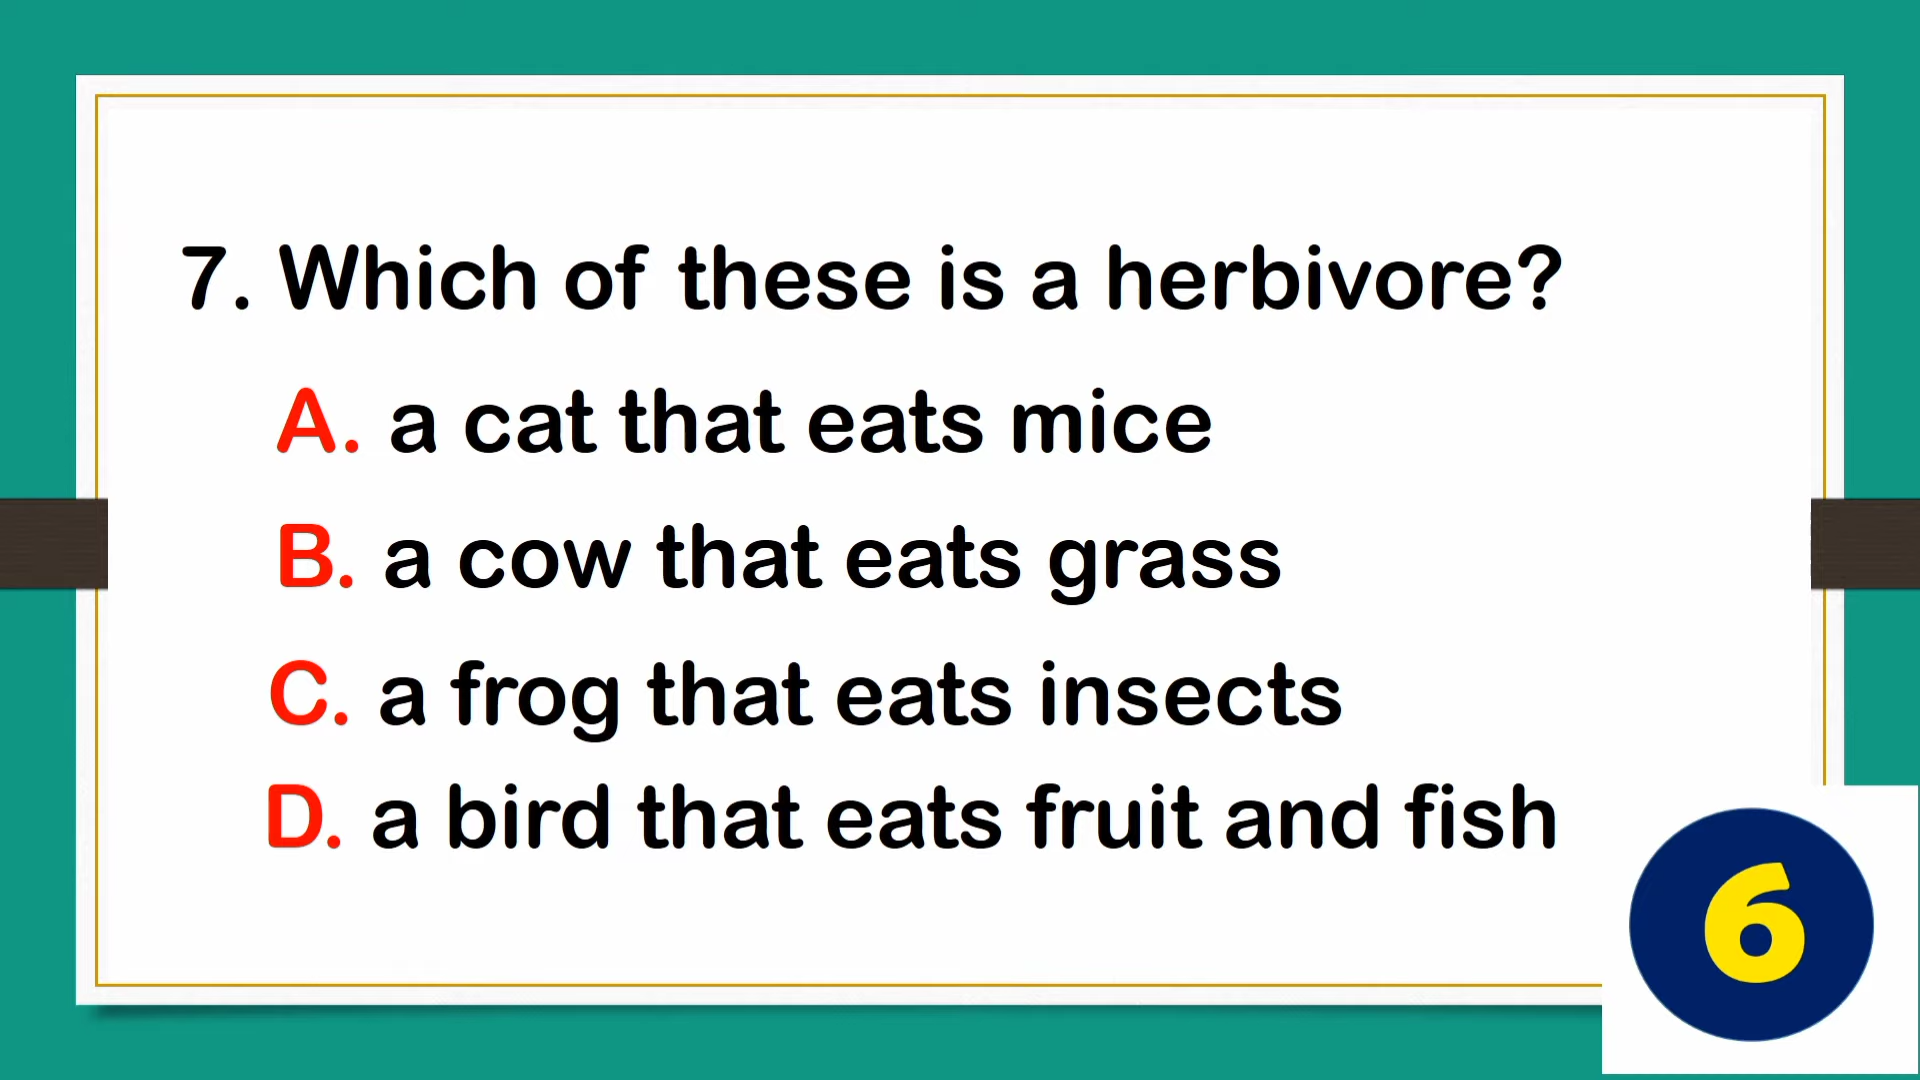 7. Which of these is a herbivore?
A. a cat that eats mice
B. a cow that eats grass
C. a frog that eats insects
D. a bird that eats fruit and fish
6